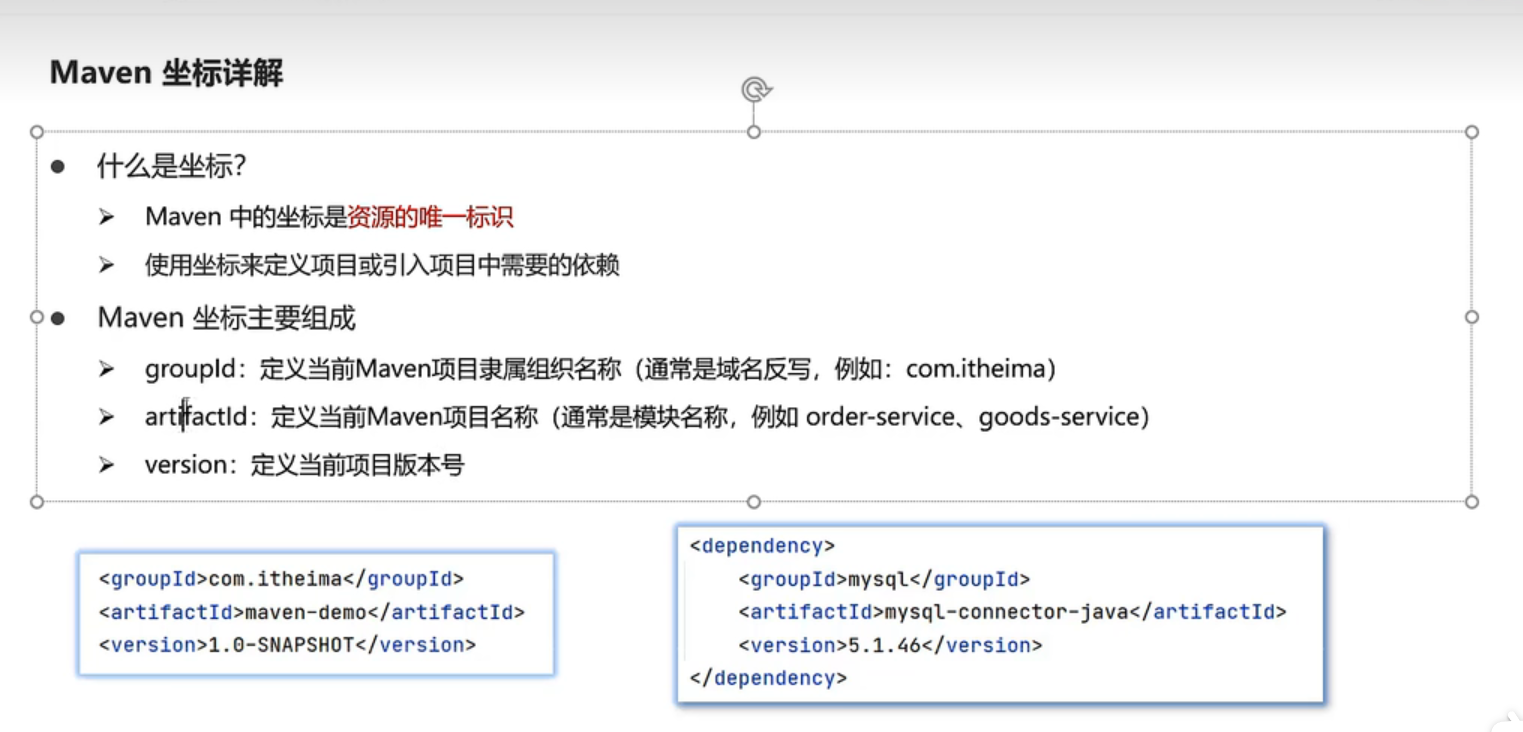 Maven 坐标详解
什么是坐标？
Maven 中的坐标是资源的唯一标识
使用坐标来定义项目或引入项目中需要的依赖
Maven 坐标主要组成
groupId：定义当前Maven项目隶属组织名称（通常是域名反写，例如：com.itheima）
artifactId：定义当前Maven项目名称（通常是模块名称，例如 order-service、goods-service）
version：定义当前项目版本号
<groupId>com.itheima</groupId>
<artifactId>maven-demo</artifactId>
<version>1.0-SNAPSHOT</version>
<dependency>
<groupId>mysql</groupId>
<artifactId>mysql-connector-java</artifactId>
<version>5.1.46</version>
</dependency>